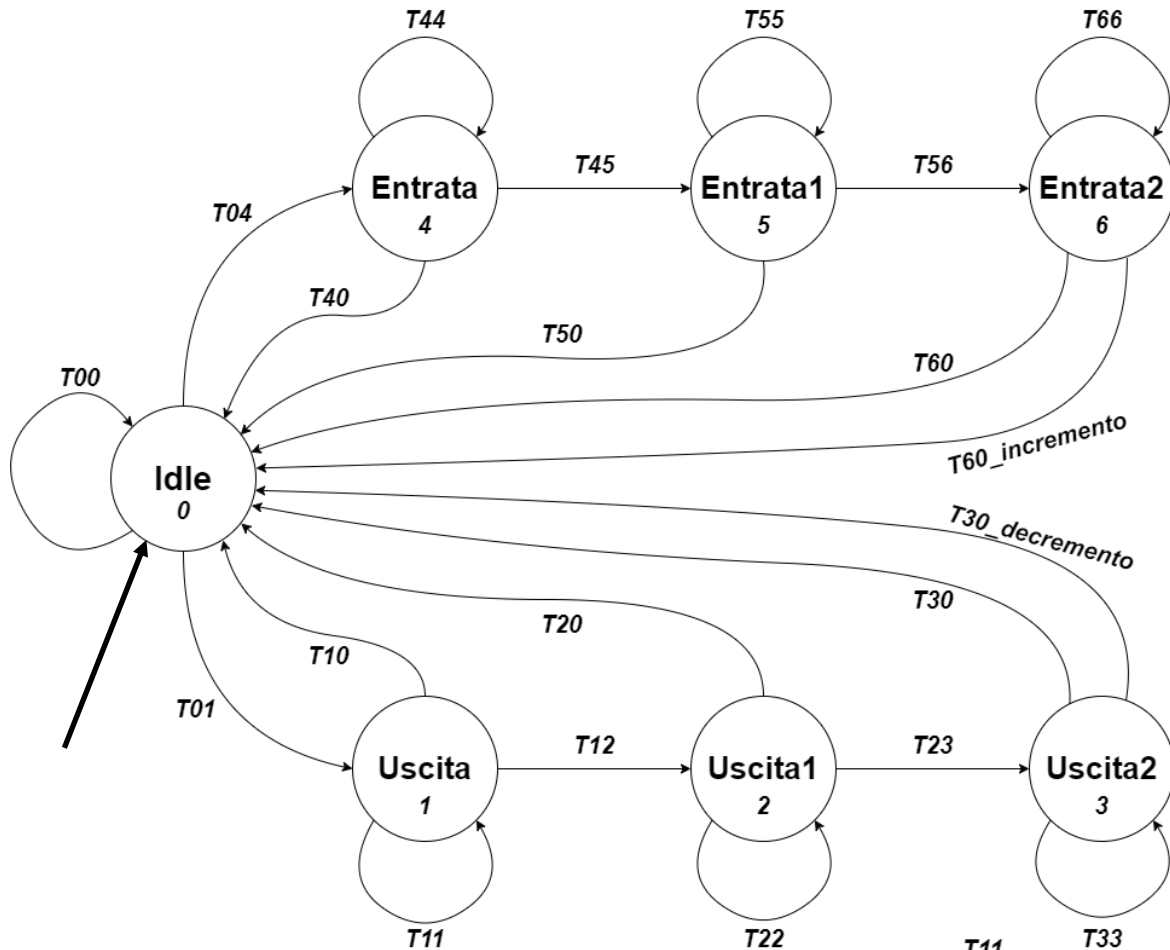 T44
T55
T66
Entrata
4
T45
Entrata1
5
T56
Entrata2
6
T04
T40
T50
T60
T00
T60_incremento
Idle
0
T30_decremento
T30
T20
T10
T01
Uscita
1
T12
Uscita1
2
T23
Uscita2
3
T11
T22
T11
T33